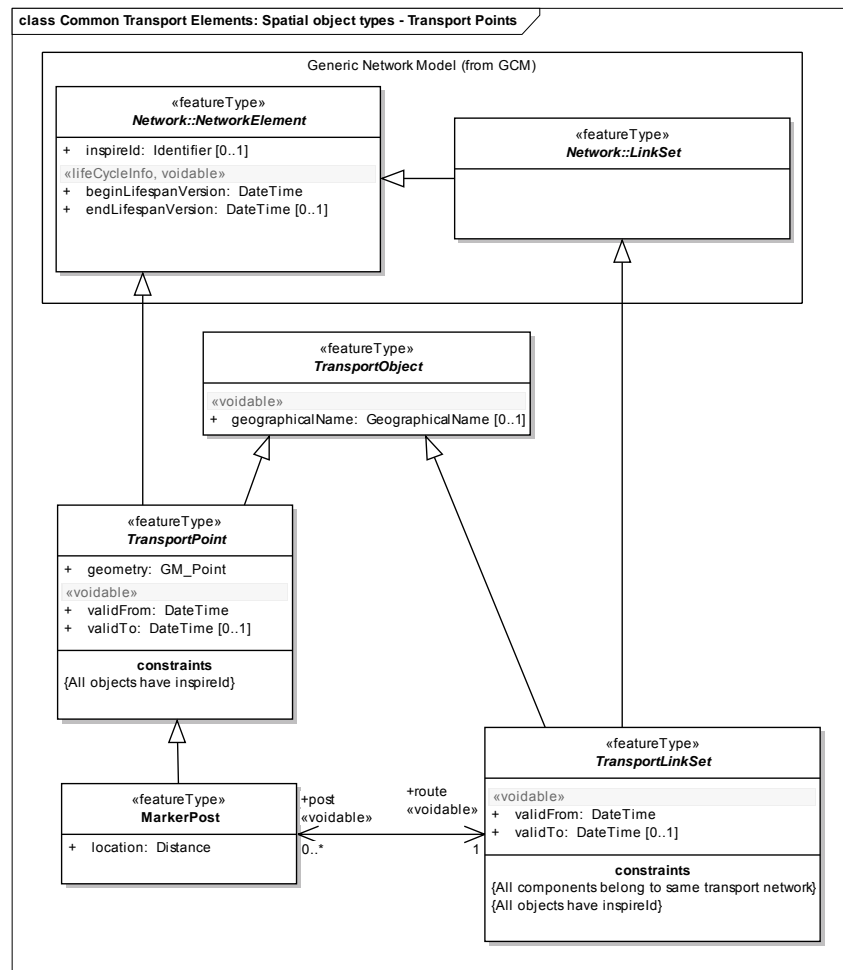 class Common Transport Elements: Spatial object types - Transport Points
Generic Network Model (from GCM)
«featureType»
Network::NetworkElement
+ inspireId: Identifier [0..1]
«lifeCycleInfo, voidable»
+ beginLifespanVersion: DateTime
+ endLifespanVersion: DateTime [0..1]
«featureType»
Network::LinkSet
«featureType»
TransportObject
«voidable»
+ geographicalName: GeographicalName [0..1]
«featureType»
TransportPoint
+ geometry: GM_Point
«voidable»
+ validFrom: DateTime
+ validTo: DateTime [0..1]
constraints
{All objects have inspireId}
«featureType»
MarkerPost
+ location: Distance
+post
«voidable»
0..*
+route
«voidable»
1
«featureType»
TransportLinkSet
«voidable»
+ validFrom: DateTime
+ validTo: DateTime [0..1]
constraints
{All components belong to same transport network}
{All objects have inspireId}